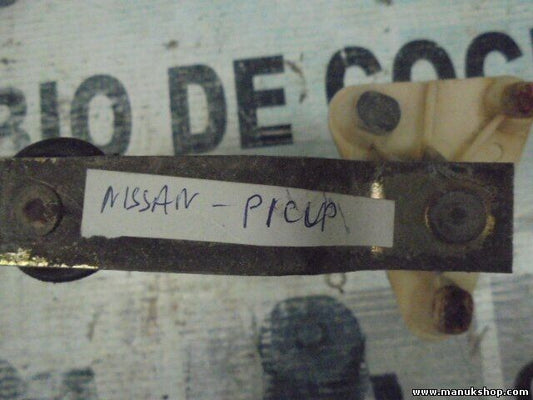 RIO DE COC
NISSAN - PICUP
www.manukshop.com